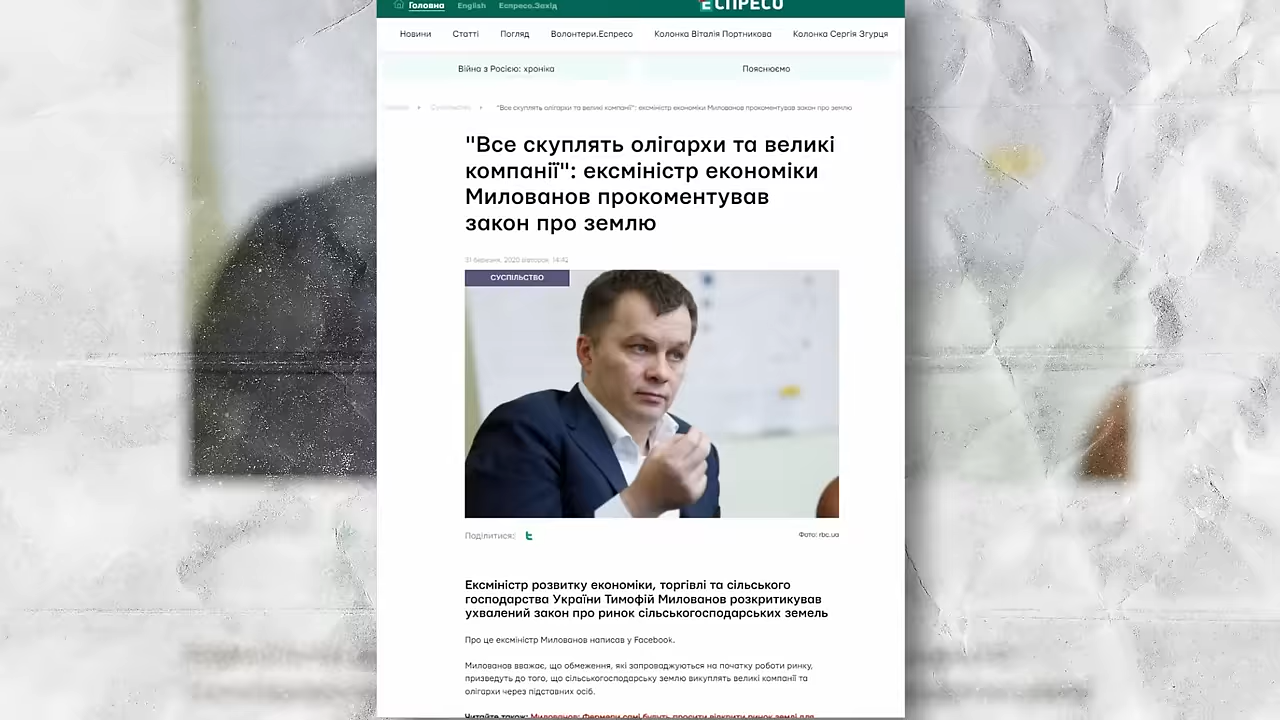 Головна English Еспресо.Захід ЕСПРЕСО
Новини Статті Погляд Волонтери.Еспресо Колонка Віталія Портникова Колонка Сергія Згурця
Війна з Росією: хроніка Пояснюємо
Суспільство "Все скуплять олігархи та великі компанії": ексміністр економіки Милованов прокоментував закон про землю
"Все скуплять олігархи та великі
компанії": ексміністр економіки
Милованов прокоментував
закон про землю
31 березня, 2020 вівторок, 14:42
СУСПІЛЬСТВО
Поділитися: Фото: rbc.ua
Ексміністр розвитку економіки, торгівлі та сільського
господарства України Тимофій Милованов розкритикував
ухвалений закон про ринок сільськогосподарських земель
Про це ексміністр Милованов написав у Facebook.
Милованов вважає, що обмеження, які запроваджуються на початку роботи ринку,
призведуть до того, що сільськогосподарську землю викуплять великі компанії та
олігархи через підставних осіб.
Читайте також: Милованов: Фермери самі будуть просити відкрити ринок землі для